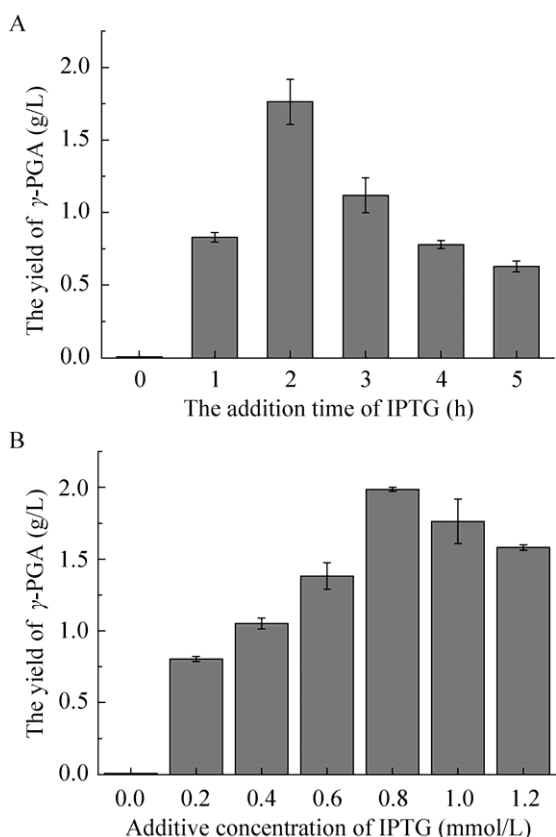 A
The yield of γ-PGA (g/L)
2.0
1.5
1.0
0.5
0.0
0 1 2 3 4 5
The addition time of IPTG (h)
B
The yield of γ-PGA (g/L)
2.0
1.5
1.0
0.5
0.0
0.0 0.2 0.4 0.6 0.8 1.0 1.2
Additive concentration of IPTG (mmol/L)